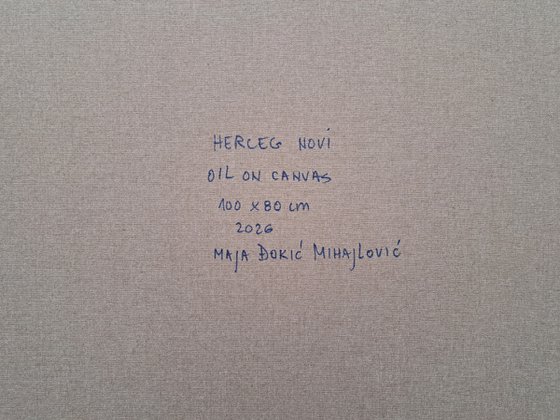 HERCEG NOVI
OIL ON CANVAS
100 x 80 cm
2026
MAJA ĐOKIĆ MIHAJLOVIĆ